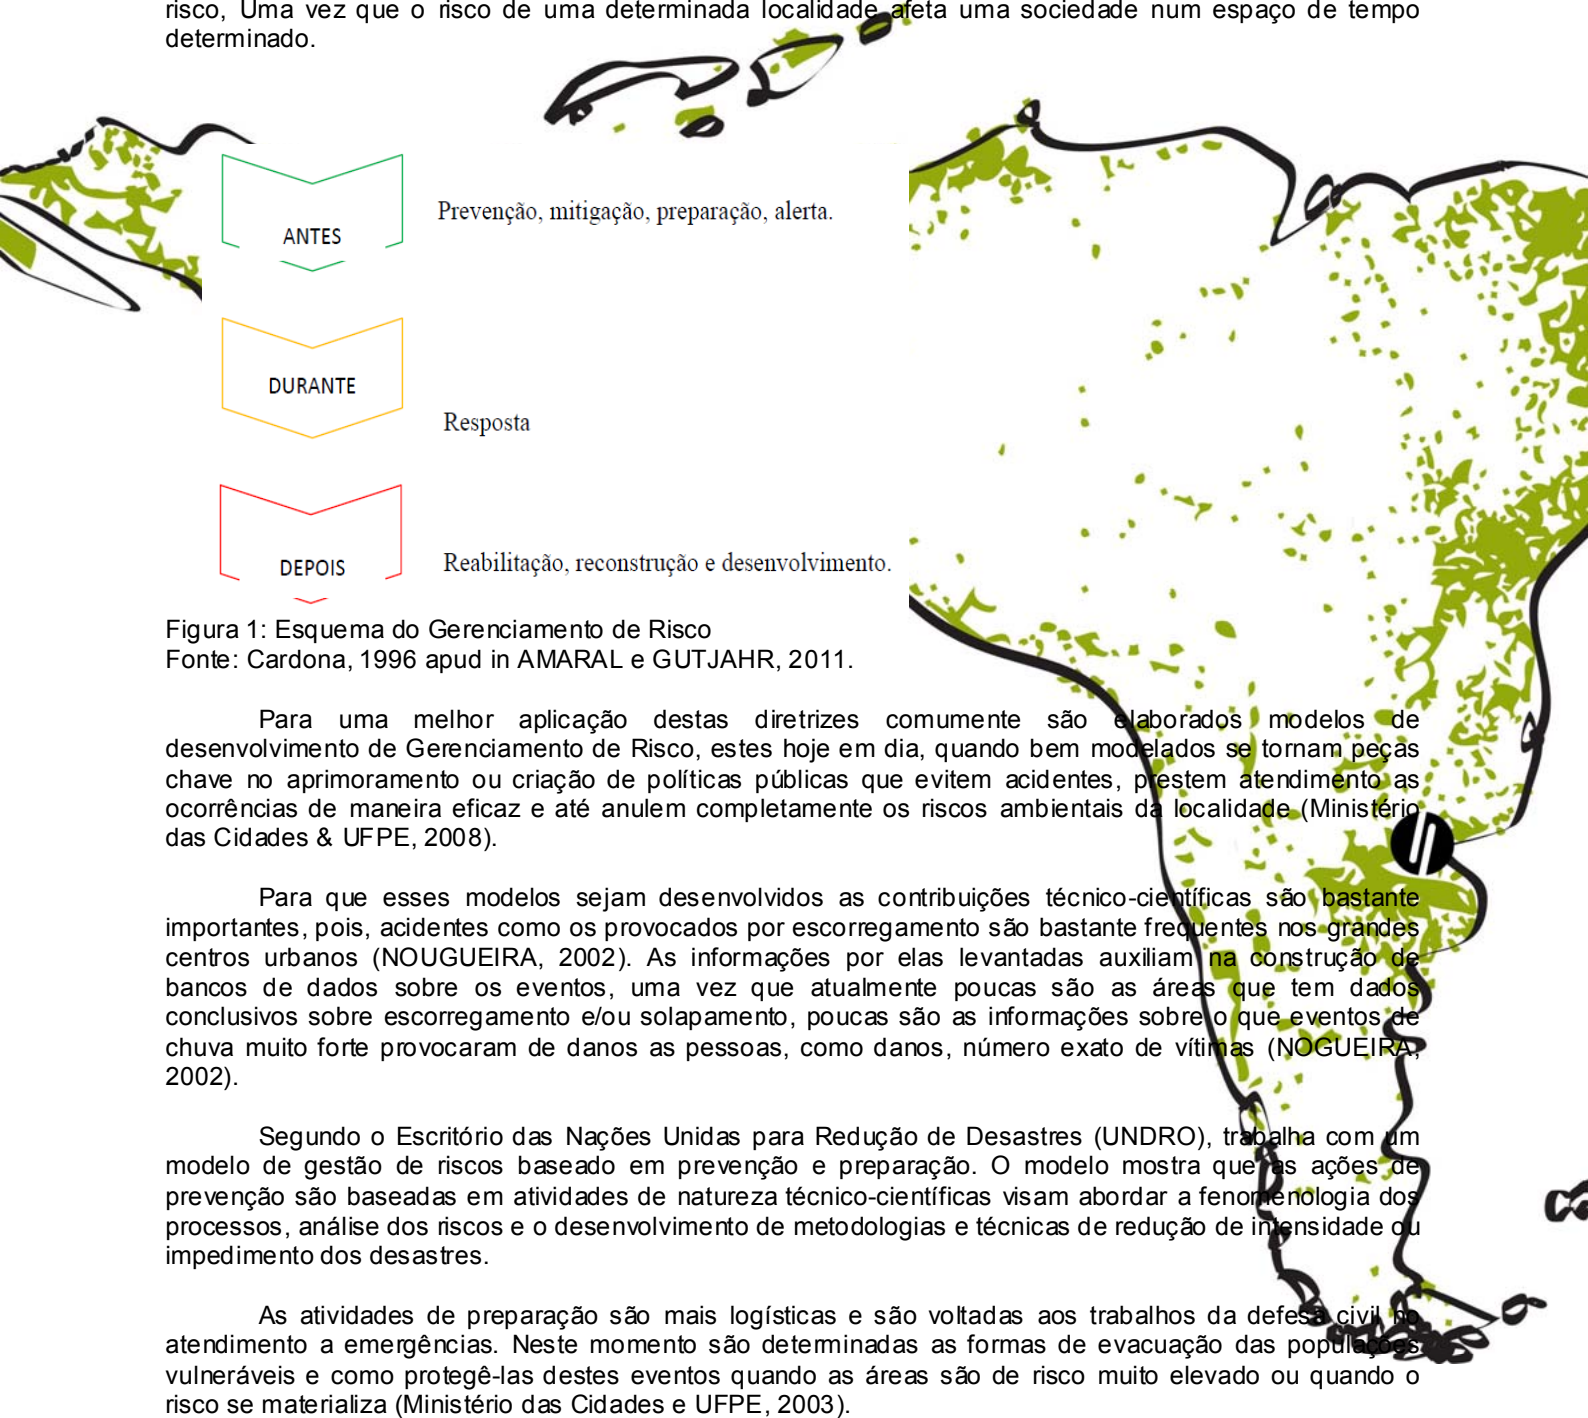 risco, Uma vez que o risco de uma determinada localidade afeta uma sociedade num espaço de tempo
determinado.
ANTES
Prevenção, mitigação, preparação, alerta.
DURANTE
Resposta
DEPOIS
Reabilitação, reconstrução e desenvolvimento.
Figura 1: Esquema do Gerenciamento de Risco
Fonte: Cardona, 1996 apud in AMARAL e GUTJAHR, 2011.
Para uma melhor aplicação destas diretrizes comumente são elaborados modelos de
desenvolvimento de Gerenciamento de Risco, estes hoje em dia, quando bem modelados se tornam peças
chave no aprimoramento ou criação de políticas públicas que evitem acidentes, prestem atendimento as
ocorrências de maneira eficaz e até anulem completamente os riscos ambientais da localidade (Ministério
das Cidades & UFPE, 2008).
Para que esses modelos sejam desenvolvidos as contribuições técnico-científicas são bastante
importantes, pois, acidentes como os provocados por escorregamento são bastante frequentes nos grandes
centros urbanos (NOUGUEIRA, 2002). As informações por elas levantadas auxiliam na construção de
bancos de dados sobre os eventos, uma vez que atualmente poucas são as áreas que tem dados
conclusivos sobre escorregamento e/ou solapamento, poucas são as informações sobre o que eventos de
chuva muito forte provocaram de danos as pessoas, como danos, número exato de vítimas (NOGUEIRA,
2002).
Segundo o Escritório das Nações Unidas para Redução de Desastres (UNDRO), trabalha com um
modelo de gestão de riscos baseado em prevenção e preparação. O modelo mostra que as ações de
prevenção são baseadas em atividades de natureza técnico-científicas visam abordar a fenomenologia dos
processos, análise dos riscos e o desenvolvimento de metodologias e técnicas de redução de intensidade ou
impedimento dos desastres.
As atividades de preparação são mais logísticas e são voltadas aos trabalhos da defesa civil no
atendimento a emergências. Neste momento são determinadas as formas de evacuação das populações
vulneráveis e como protegê-las destes eventos quando as áreas são de risco muito elevado ou quando o
risco se materializa (Ministério das Cidades e UFPE, 2003).